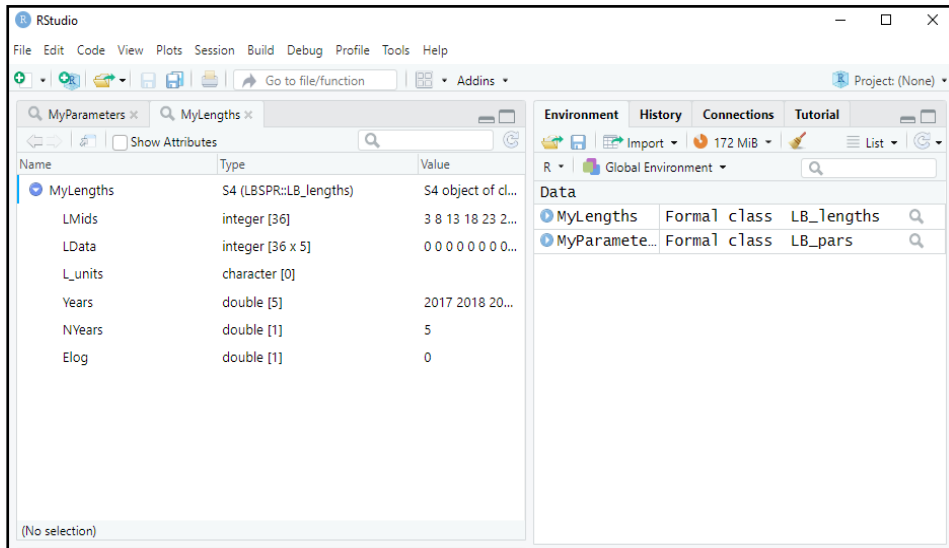 RStudio
File Edit Code View Plots Session Build Debug Profile Tools Help
Go to file/function
Addins
Project: (None)
MyParameters
MyLengths
Show Attributes
Name Type Value
MyLengths S4 (LBSPR::LB_lengths) S4 object of cl...
LMids integer [36] 3 8 13 18 23 2...
LData integer [36 x 5] 0 0 0 0 0 0 0 0...
L_units character [0]
Years double [5] 2017 2018 20...
NYears double [1] 5
Elog double [1] 0
(No selection)
Environment History Connections Tutorial
Import 172 MiB List
R Global Environment
Data
MyLengths Formal class LB_lengths
MyParamete... Formal class LB_pars